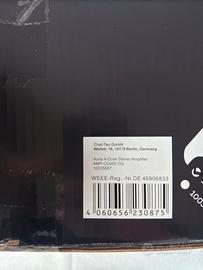 Chal-Tec GmbH
Wallstr. 16, 10179 Berlin, Germany
Auna 4-Zone Stereo Amplifier
AMP-CD950 DG
10035067
WEEE-Reg.-Nr.DE 46906833
4 060656 230875